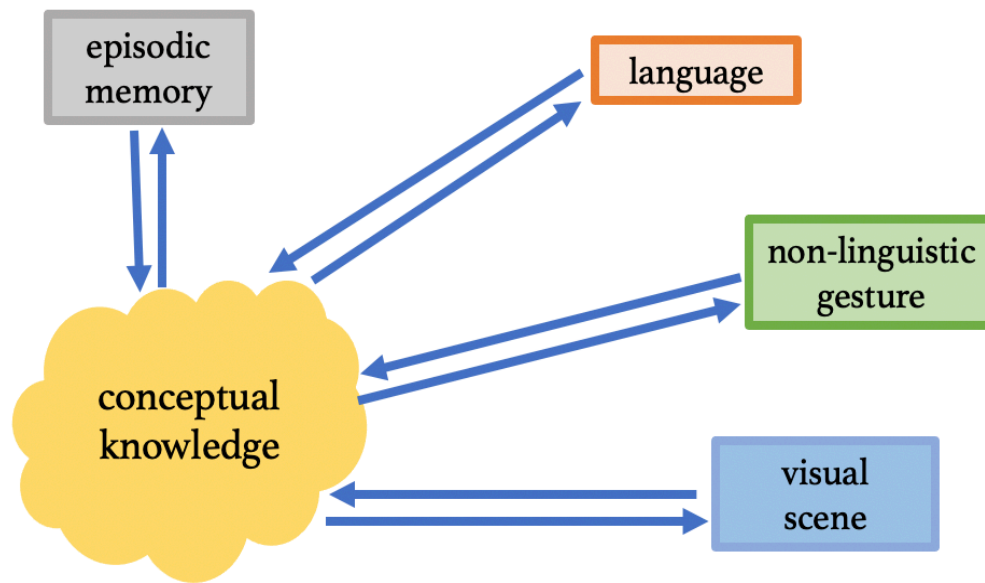 episodic
memory
language
non-linguistic
gesture
conceptual
knowledge
visual
scene